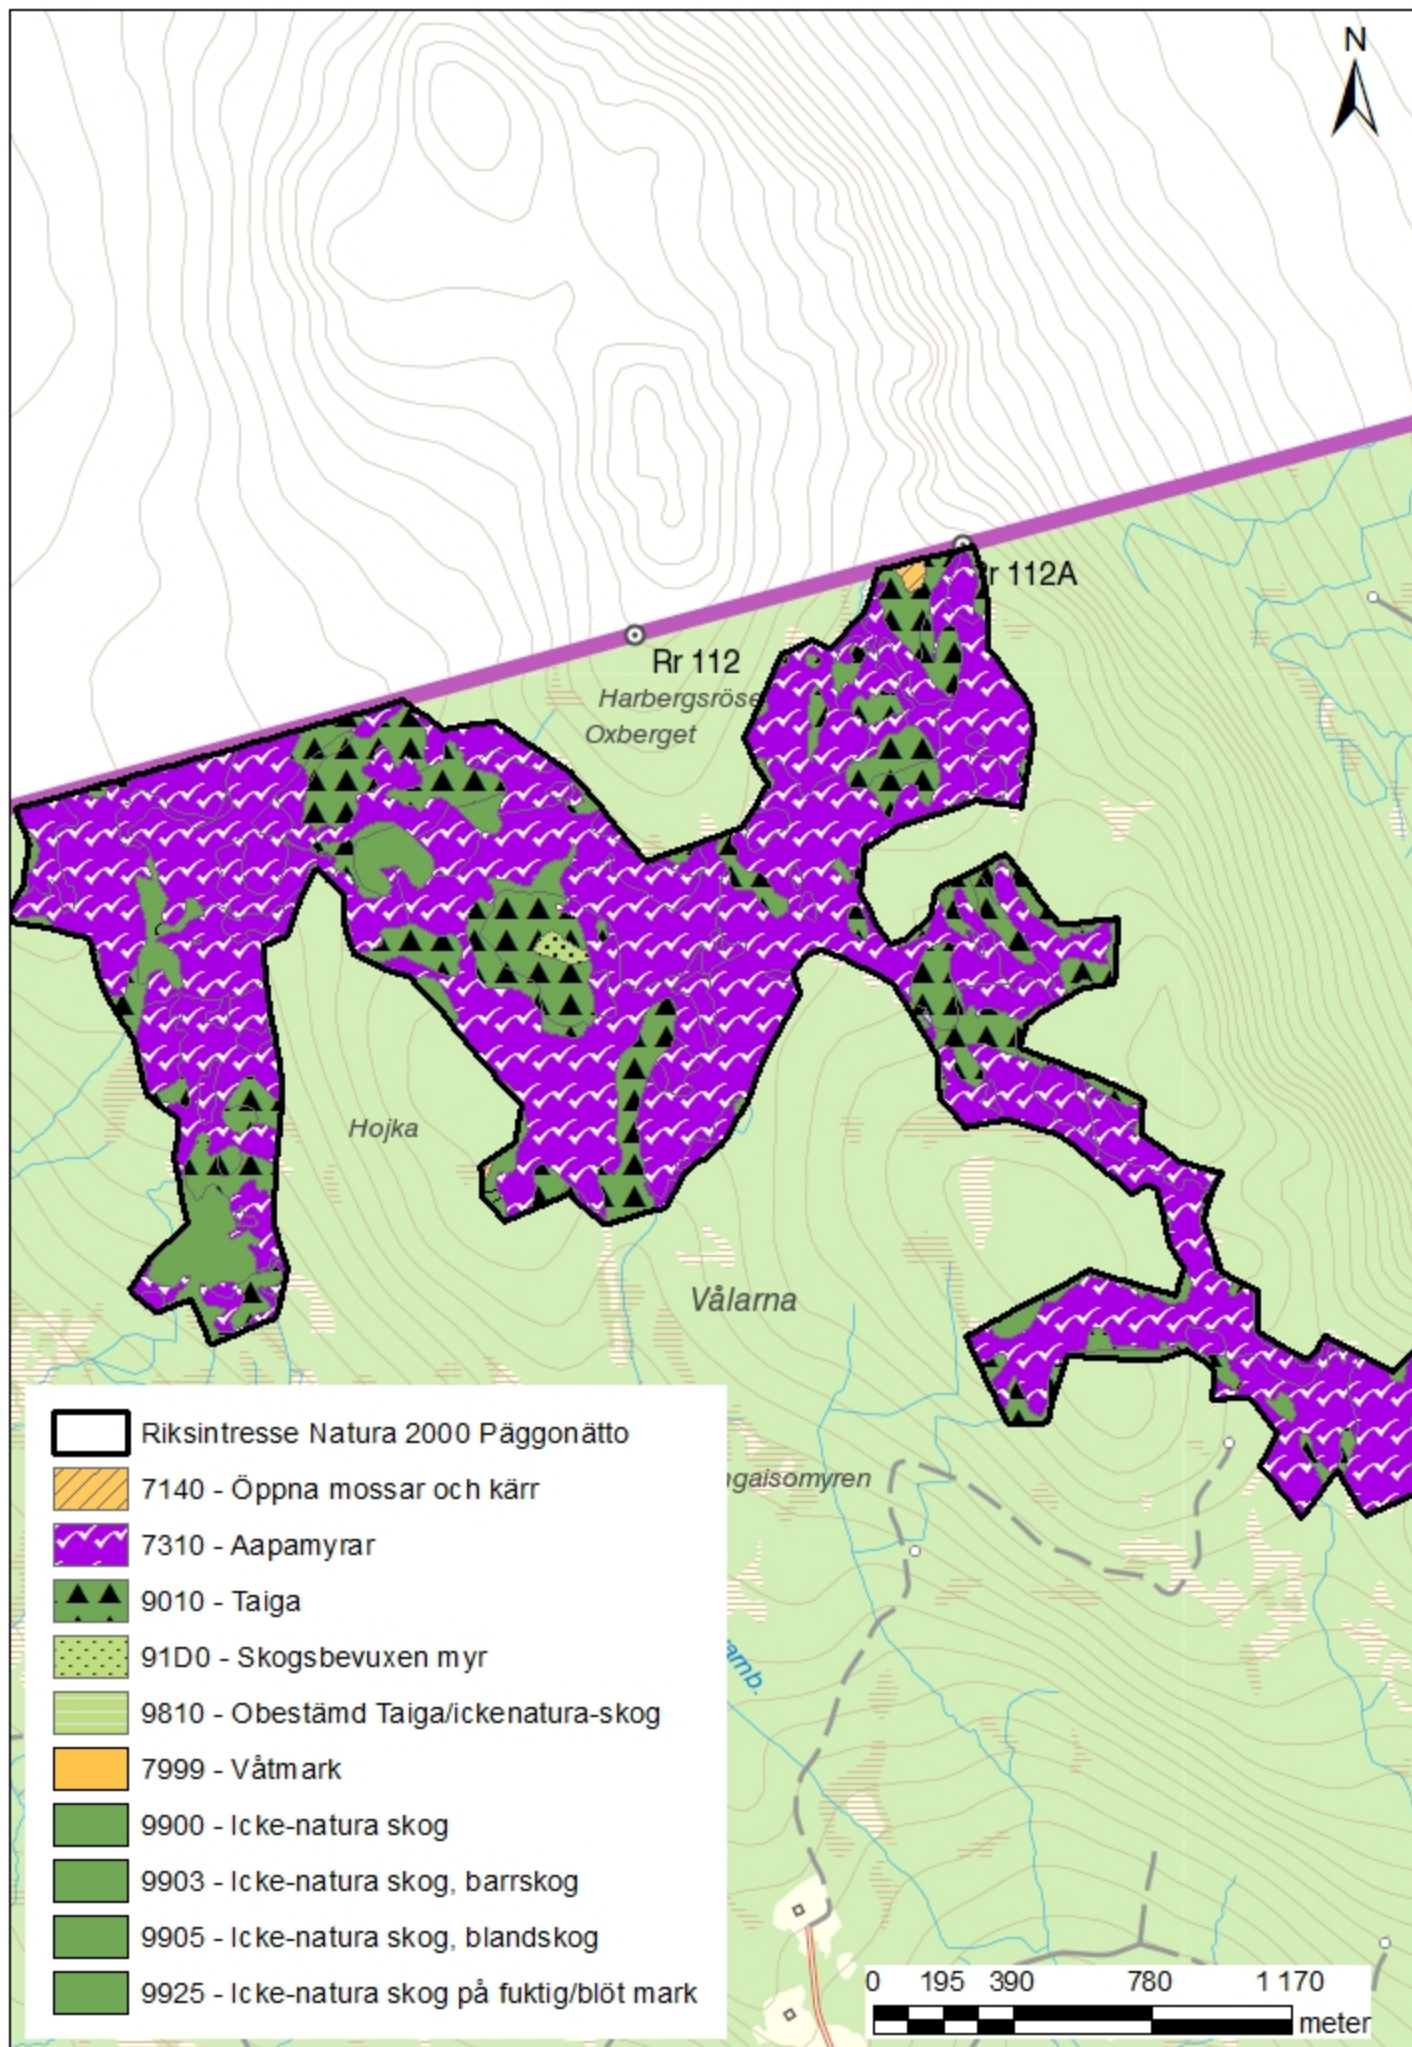 N
r 112A
Rr 112
Harbergsröse
Oxberget
Hojka
Vålarna
Riksintresse Natura 2000 Päggonätto
7140 - Öppna mossar och kärr
ngaisomyren
7310 - Aapamyrar
9010 - Taiga
91D0 - Skogsbevuxen myr
9810 - Obestämd Taiga/ickenatura-skog
7999 - Våtmark
9900 - Icke-natura skog
9903 - Icke-natura skog, barrskog
9905 - Icke-natura skog, blandskog
9925 - Icke-natura skog på fuktig/blöt mark
0 195 390 780 1 170
meter